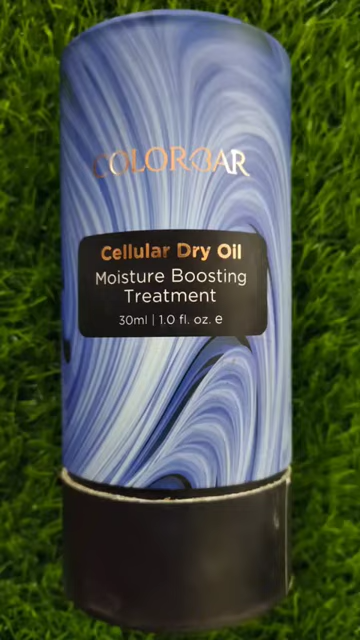 COLORBAR
Cellular Dry Oil
Moisture Boosting
Treatment
30ml | 1.0 fl. oz. e